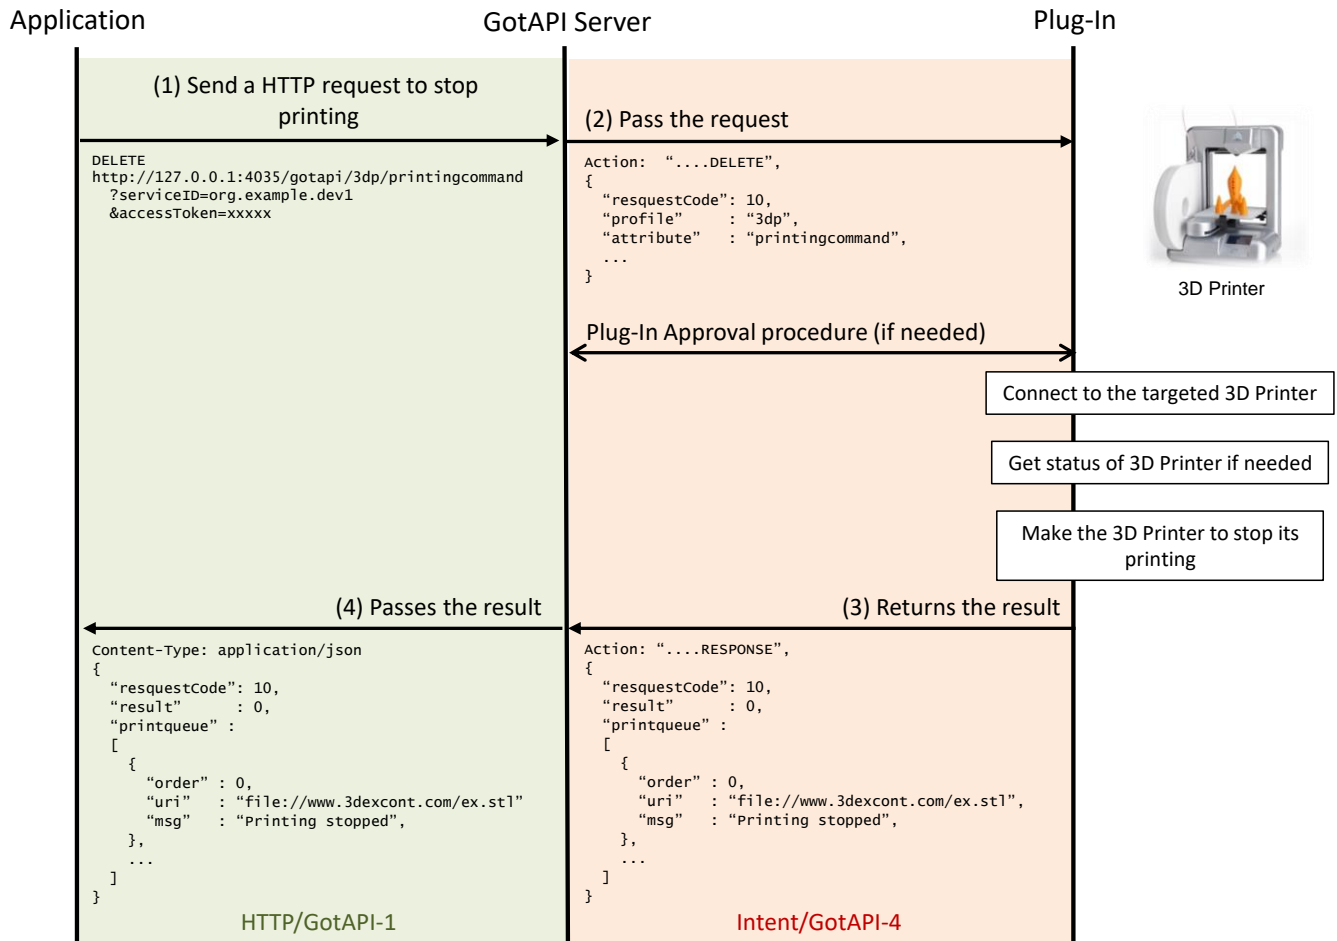 Application
GotAPI Server
Plug-In
(1) Send a HTTP request to stop
printing
DELETE
http://127.0.0.1:4035/gotapi/3dp/printingcommand
?serviceID=org.example.dev1
&accessToken=xxxxx
(2) Pass the request
Action:  “....DELETE”,
{
“resquestCode”: 10,
“profile”     : “3dp”,
“attribute”   : “printingcommand”,
...
}
3D Printer
Plug-In Approval procedure (if needed)
Connect to the targeted 3D Printer
Get status of 3D Printer if needed
Make the 3D Printer to stop its
printing
(4) Passes the result
Content-Type: application/json
{
“resquestCode”: 10,
“result”      : 0,
“printqueue” :
[
{
“order” : 0,
“uri”   : “file://www.3dexcont.com/ex.stl”
“msg”   : “Printing stopped”,
},
...
]
}
(3) Returns the result
Action: “....RESPONSE”,
{
“resquestCode”: 10,
“result”      : 0,
“printqueue” :
[
{
“order” : 0,
“uri”   : “file://www.3dexcont.com/ex.stl”,
“msg”   : “Printing stopped”,
},
...
]
}
HTTP/GotAPI-1
Intent/GotAPI-4